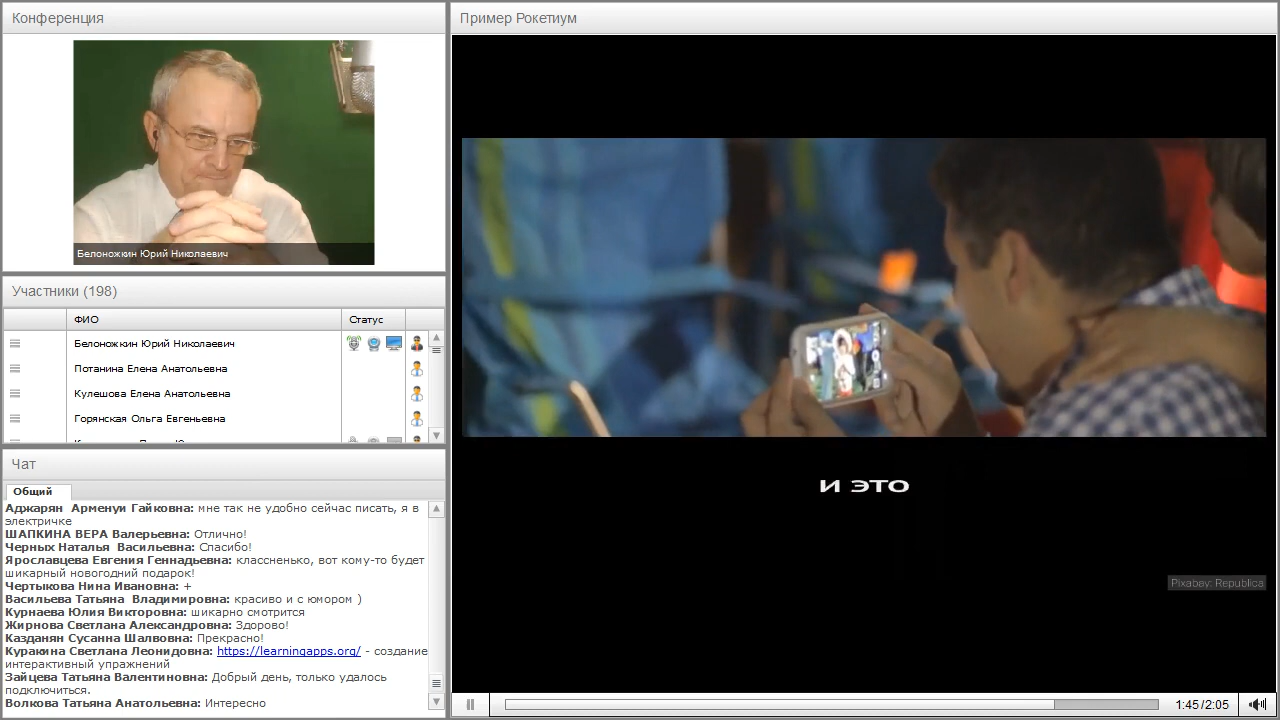 Конференция
Белоножкин Юрий Николаевич
Участники (198)
ФИО
Статус
Белоножкин Юрий Николаевич
Потанина Елена Анатольевна
Кулешова Елена Анатольевна
Горянская Ольга Евгеньевна
Чат
Общий
Аджарян Арменуи Гайковна: мне так не удобно сейчас писать, я в
электричке
ШАПКИНА ВЕРА Валерьевна: Отлично!
Черных Наталья Васильевна: Спасибо!
Ярославцева Евгения Геннадьевна: классненько, вот кому-то будет
шикарный новогодний подарок!
Чертыкова Нина Ивановна: +
Васильева Татьяна Владимировна: красиво и с юмором )
Курнаева Юлия Викторовна: шикарно смотрится
Жирнова Светлана Александровна: Здорово!
Казданян Сусанна Шалвовна: Прекрасно!
Куракина Светлана Леонидовна: https://learningapps.org/ - создание
интерактивный упражнений
Зайцева Татьяна Валентиновна: Добрый день, только удалось
подключиться.
Волкова Татьяна Анатольевна: Интересно
Пример Рокетиум
и это
Pixabay: Republica
1:45/2:05